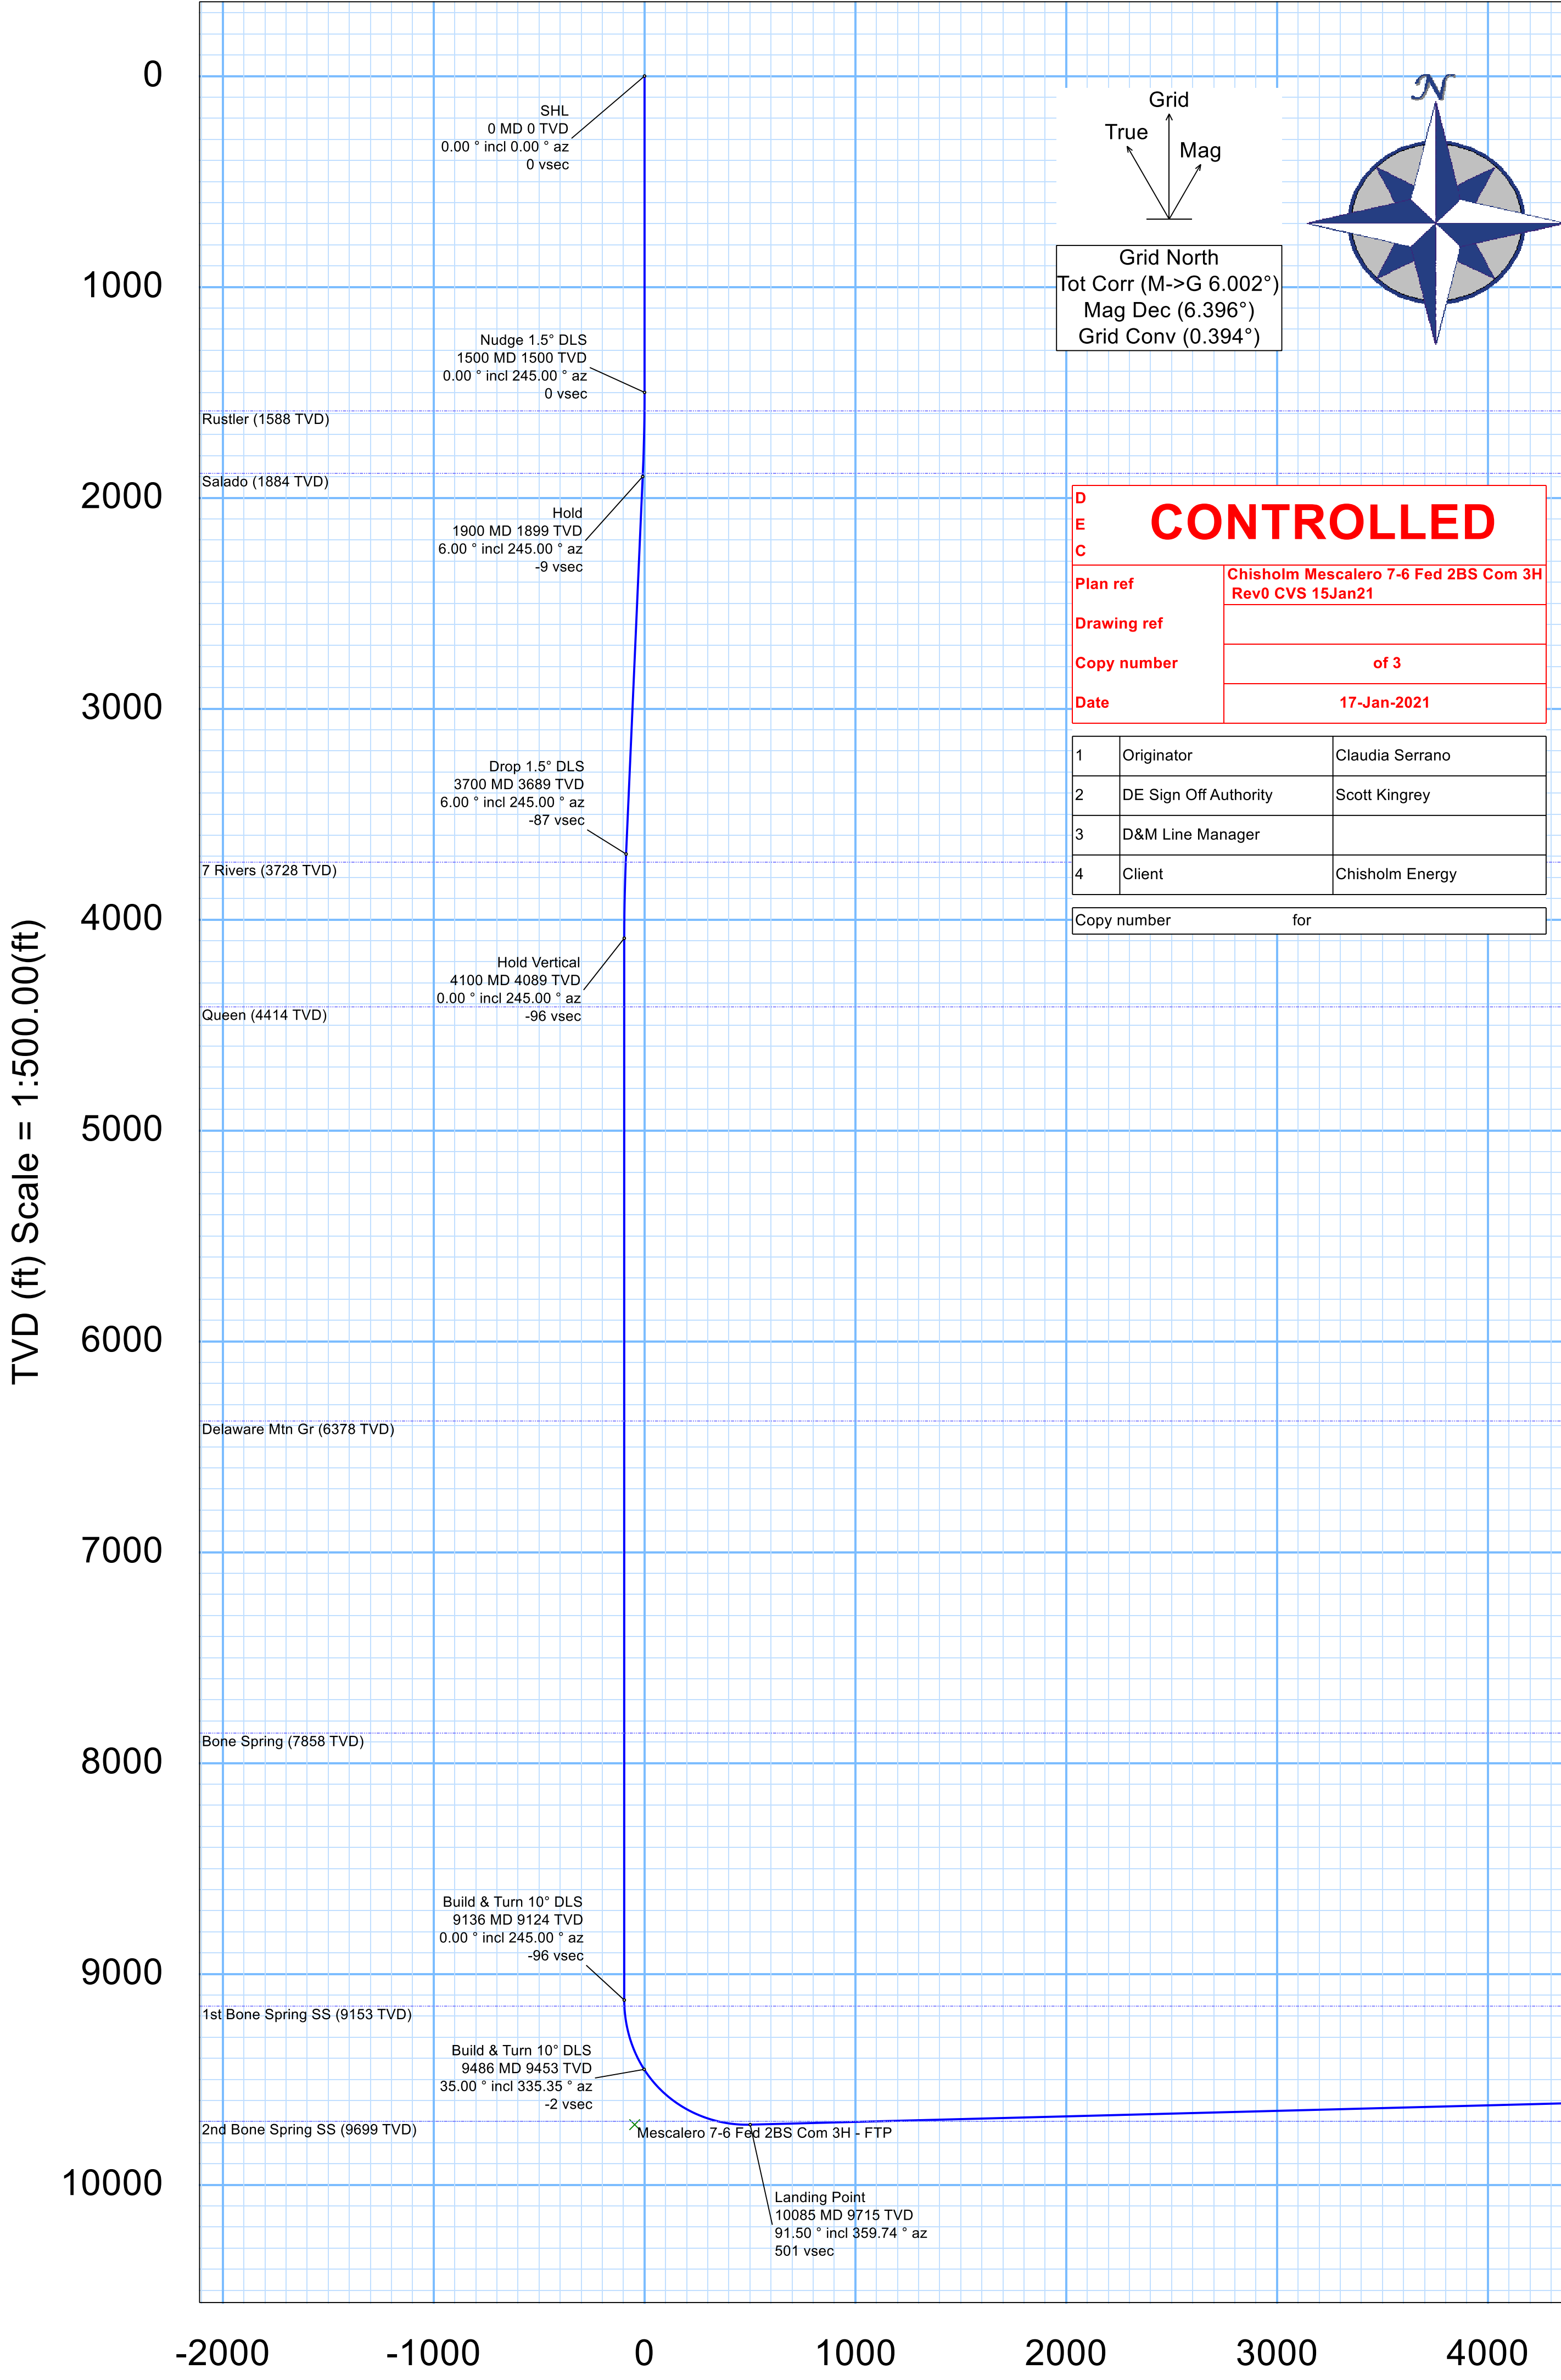 0
1000
2000
3000
4000
5000
6000
7000
8000
9000
10000
TVD (ft) Scale = 1:500.00(ft)
SHL
0 MD 0 TVD
0.00 ° incl 0.00 ° az
0 vsec
Nudge 1.5° DLS
1500 MD 1500 TVD
0.00 ° incl 245.00 ° az
0 vsec
Rustler (1588 TVD)
Salado (1884 TVD)
Hold
1900 MD 1899 TVD
6.00 ° incl 245.00 ° az
-9 vsec
Drop 1.5° DLS
3700 MD 3689 TVD
6.00 ° incl 245.00 ° az
-87 vsec
7 Rivers (3728 TVD)
Hold Vertical
4100 MD 4089 TVD
0.00 ° incl 245.00 ° az
-96 vsec
Queen (4414 TVD)
Delaware Mtn Gr (6378 TVD)
Bone Spring (7858 TVD)
Build & Turn 10° DLS
9136 MD 9124 TVD
0.00 ° incl 245.00 ° az
-96 vsec
1st Bone Spring SS (9153 TVD)
Build & Turn 10° DLS
9486 MD 9453 TVD
35.00 ° incl 335.35 ° az
-2 vsec
2nd Bone Spring SS (9699 TVD)
Mescalero 7-6 Fed 2BS Com 3H - FTP
Landing Point
10085 MD 9715 TVD
91.50 ° incl 359.74 ° az
501 vsec
Grid
True
Mag
N
Grid North
Tot Corr (M->G 6.002°)
Mag Dec (6.396°)
Grid Conv (0.394°)
D
E
C
CONTROLLED
Plan ref
Chisholm Mescalero 7-6 Fed 2BS Com 3H
Rev0 CVS 15Jan21
Drawing ref
Copy number of 3
Date 17-Jan-2021
1 Originator Claudia Serrano
2 DE Sign Off Authority Scott Kingrey
3 D&M Line Manager
4 Client Chisholm Energy
Copy number for
-2000 -1000 0 1000 2000 3000 4000